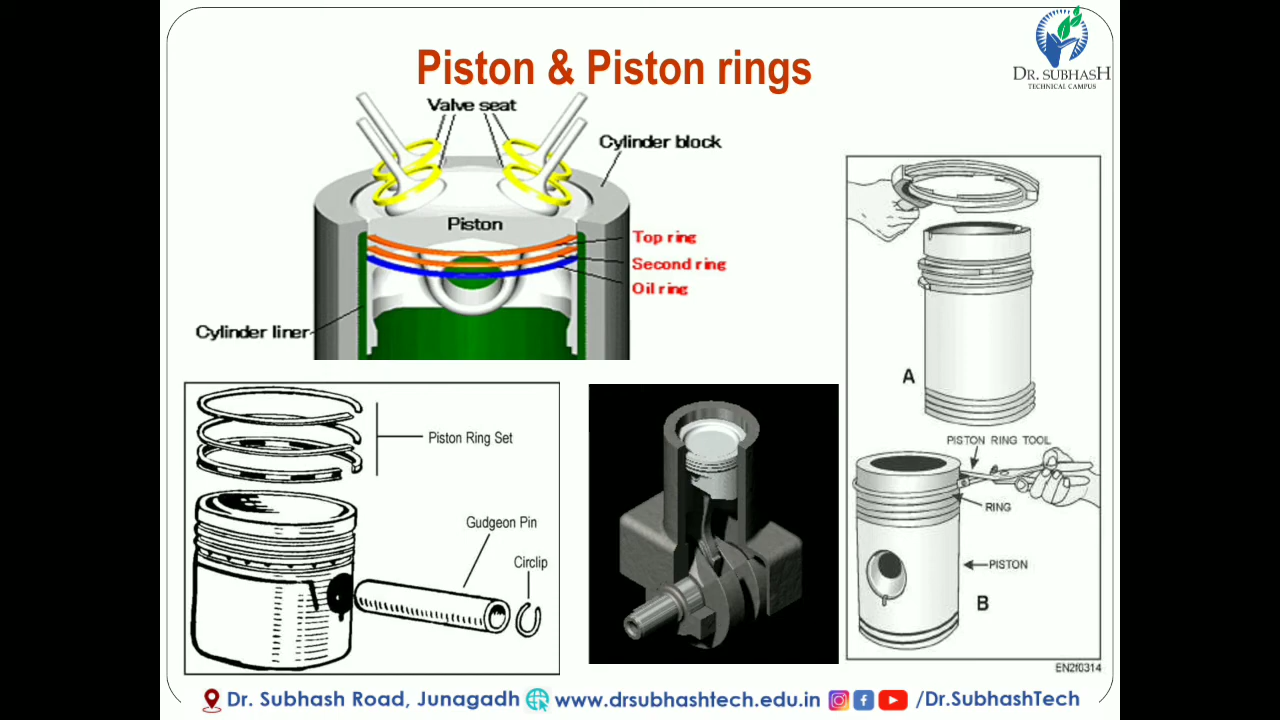 Piston & Piston rings
DR. SUBHASH
TECHNICAL CAMPUS
Valve seat
Cylinder block
Piston
Top ring
Second ring
Oil ring
Cylinder liner
Piston Ring Set
Gudgeon Pin
Circlip
A
PISTON RING TOOL
RING
PISTON
B
EN2f0314
Dr. Subhash Road, Junagadh www.drsubhashtech.edu.in /Dr.SubhashTech